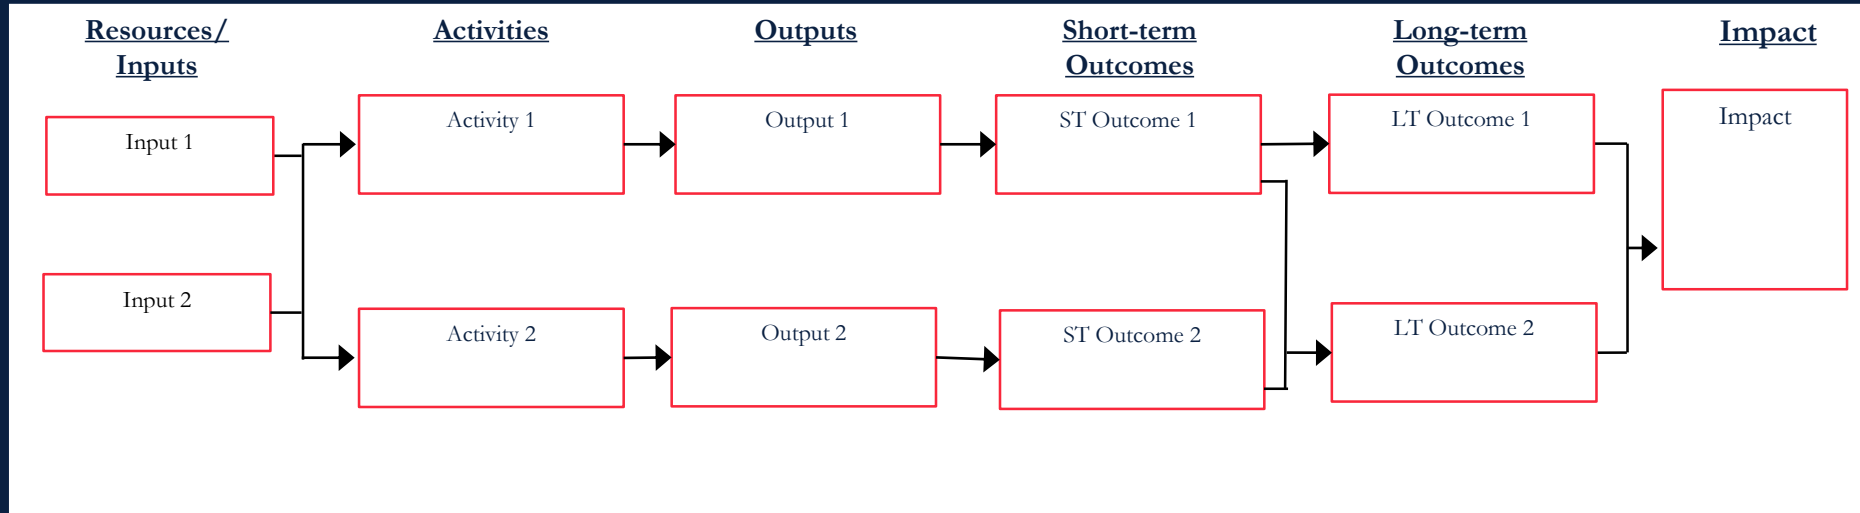 Resources/
Inputs
Activities
Outputs
Short-term
Outcomes
Long-term
Outcomes
Impact
Input 1
Activity 1
Output 1
ST Outcome 1
LT Outcome 1
Impact
Input 2
Activity 2
Output 2
ST Outcome 2
LT Outcome 2